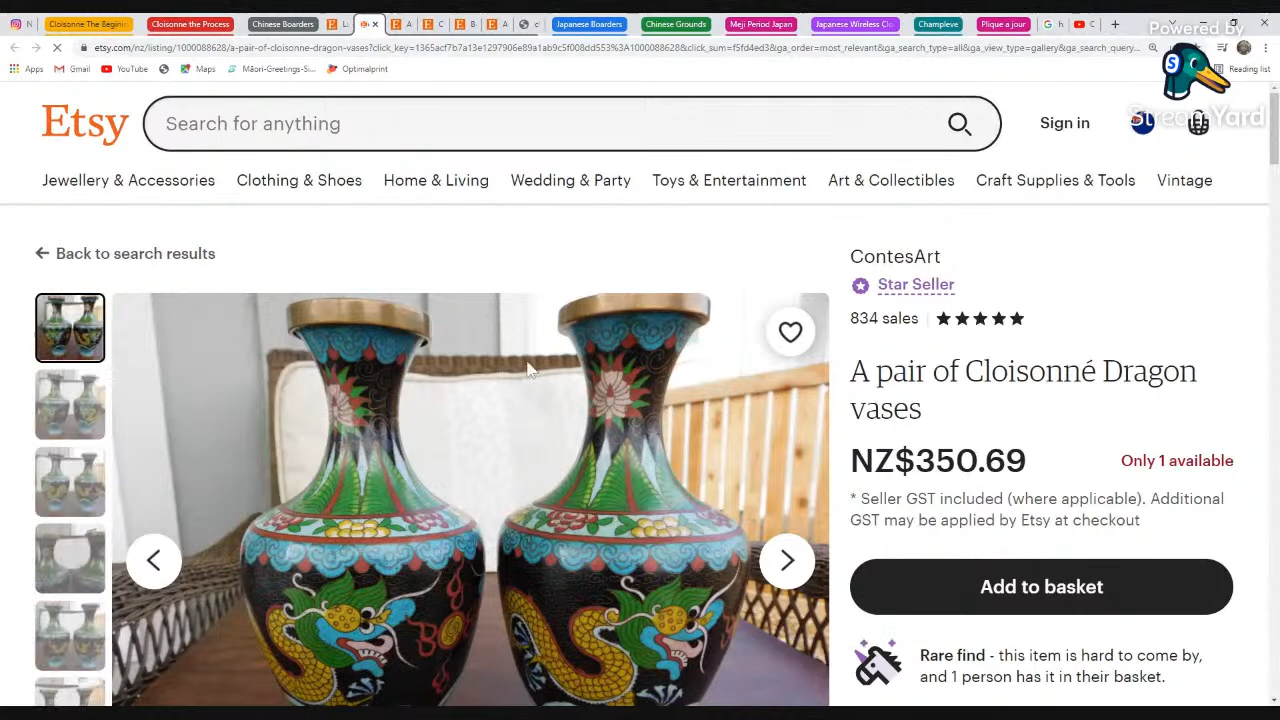 Cloisonne The Beginni
Cloisonne the Process
Chinese Boarders
Japanese Boarders
Chinese Grounds
Meji Period Japan
Japanese Wireless Clo
Champleve
Plique a jour
Powered by
StreamYard
Apps
Gmail
YouTube
Maps
Māori-Greetings-Si...
Optimalprint
Reading list
Etsy
Search for anything
Sign in
Jewellery & Accessories
Clothing & Shoes
Home & Living
Wedding & Party
Toys & Entertainment
Art & Collectibles
Craft Supplies & Tools
Vintage
Back to search results
ContesArt
Star Seller
834 sales
A pair of Cloisonné Dragon
vases
NZ$350.69
Only 1 available
* Seller GST included (where applicable). Additional
GST may be applied by Etsy at checkout
Add to basket
Rare find - this item is hard to come by,
and 1 person has it in their basket.